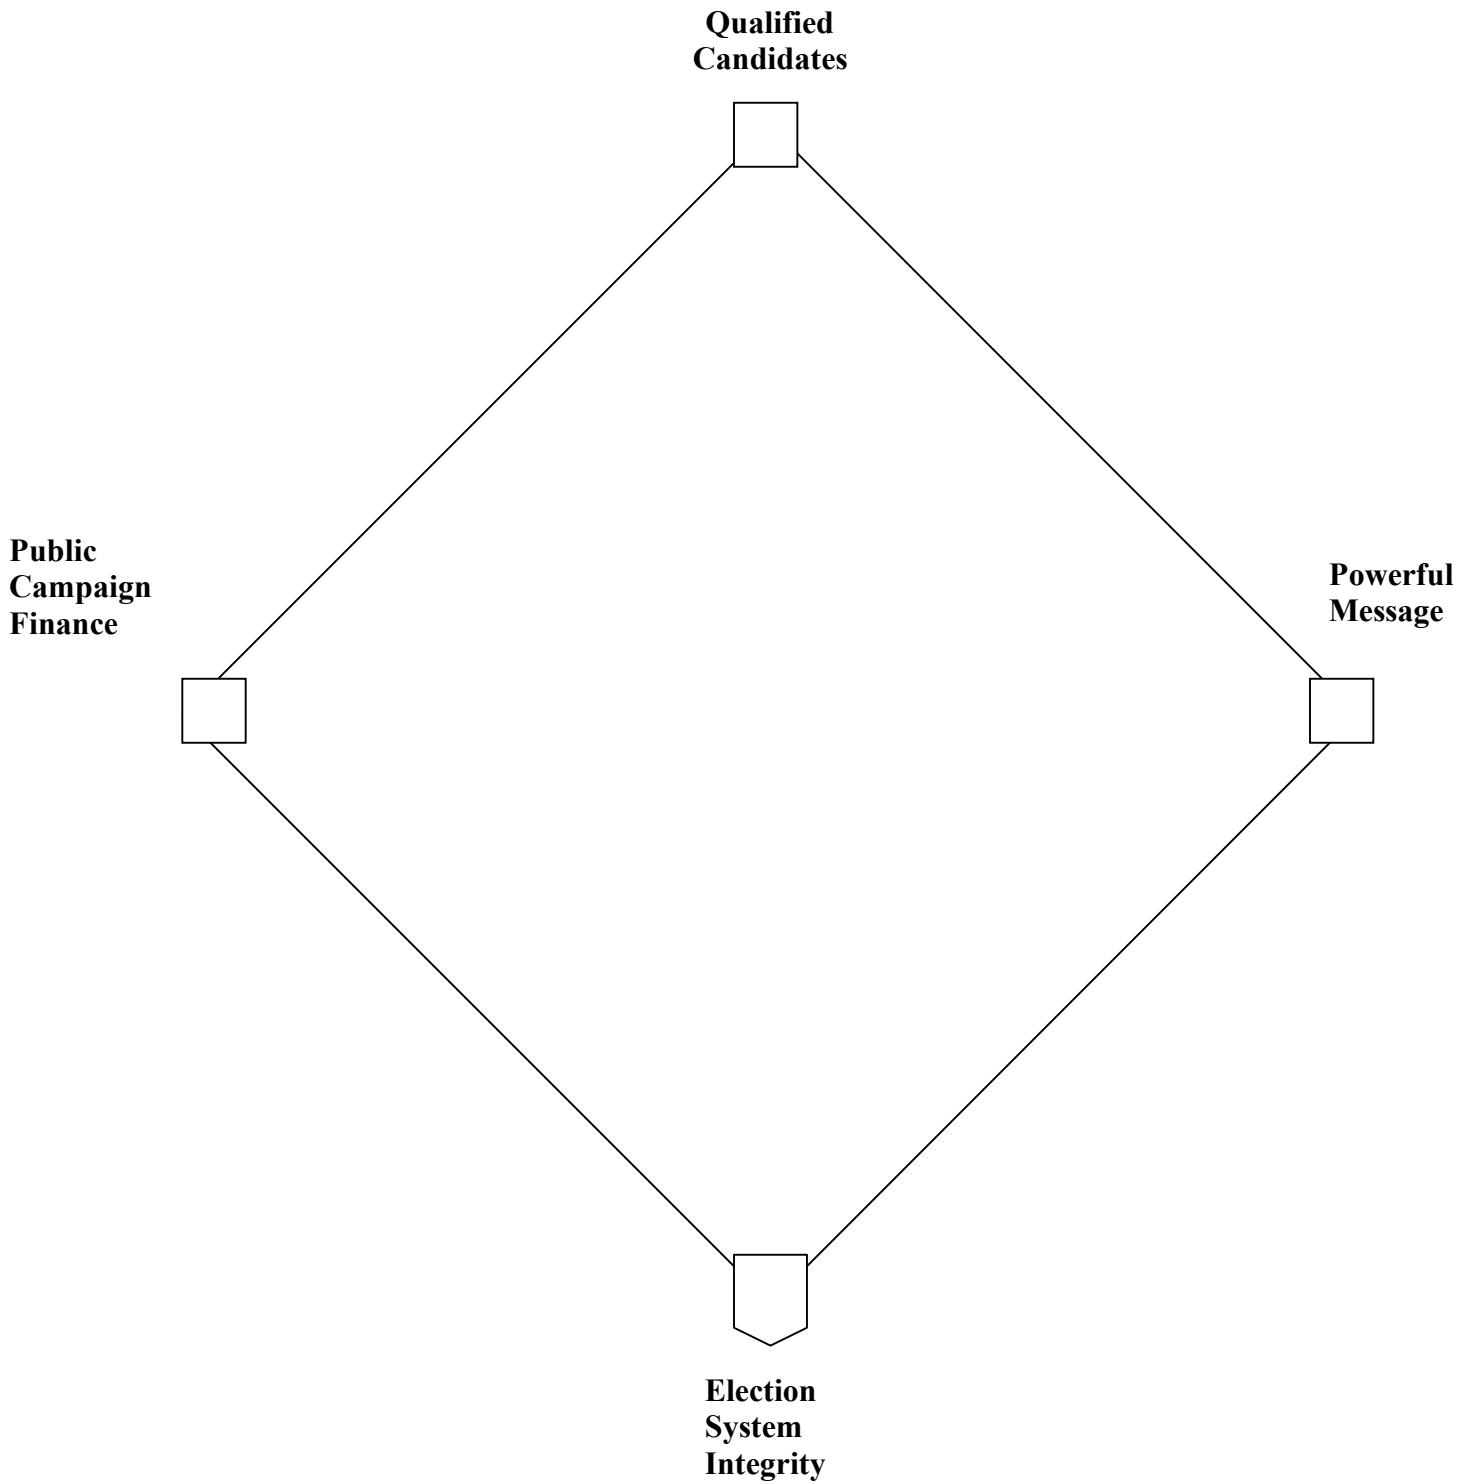 Qualified
Candidates
Public
Campaign
Finance
Powerful
Message
Election
System
Integrity